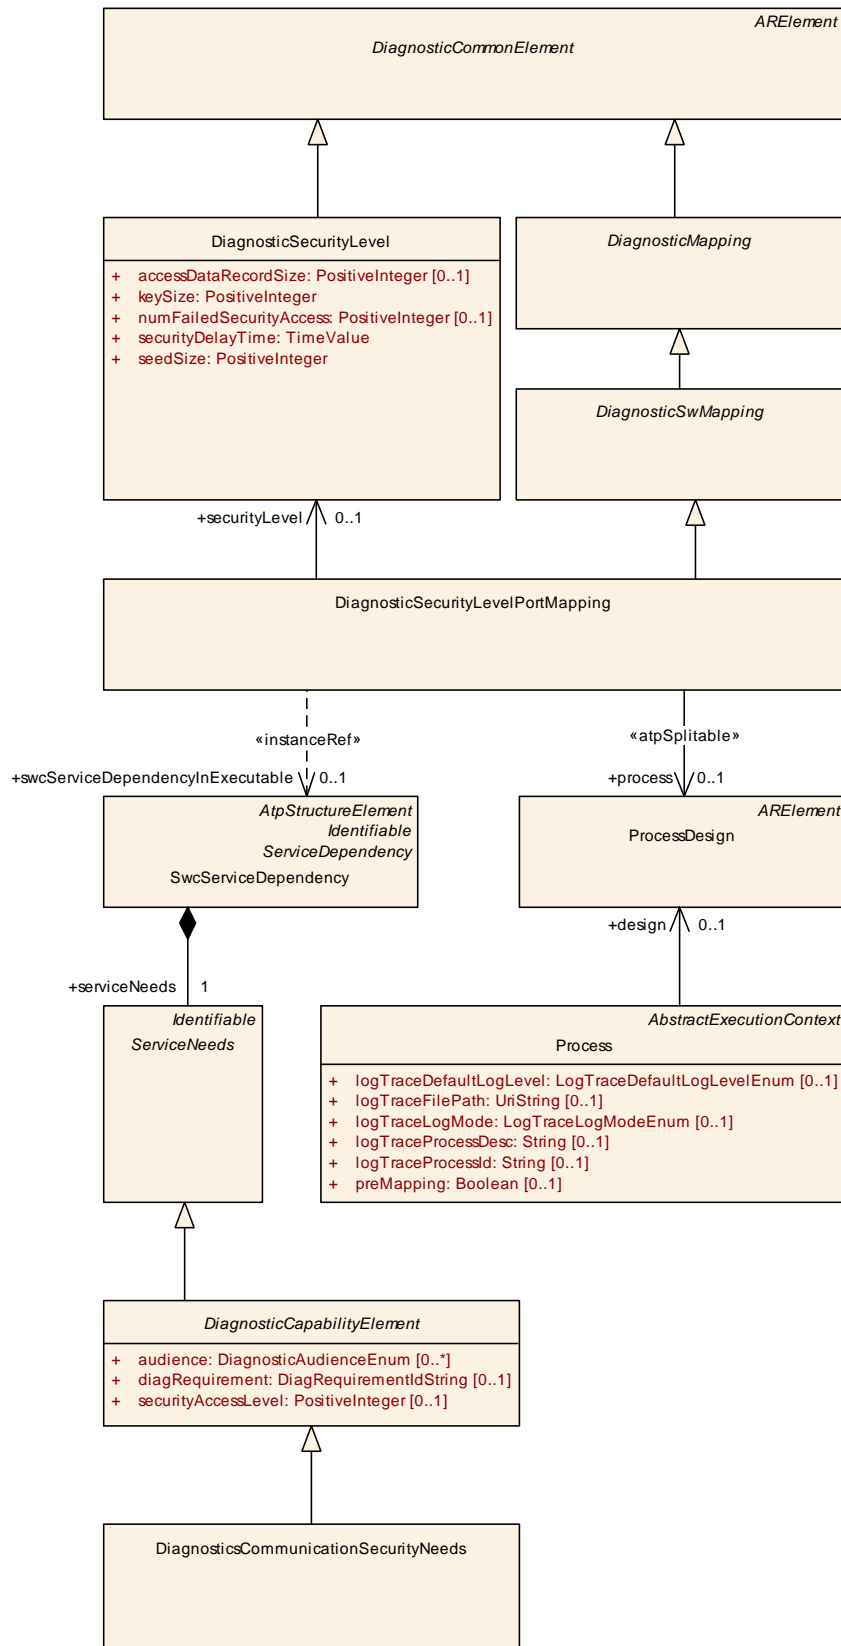 ARElement
DiagnosticCommonElement
DiagnosticSecurityLevel
+ accessDataRecordSize: PositiveInteger [0..1]
+ keySize: PositiveInteger
+ numFailedSecurityAccess: PositiveInteger [0..1]
+ securityDelayTime: TimeValue
+ seedSize: PositiveInteger
DiagnosticMapping
DiagnosticSwMapping
+securityLevel 0..1
DiagnosticSecurityLevelPortMapping
«instanceRef»
«atpSplitable»
+swcServiceDependencyInExecutable 0..1
+process 0..1
AtpStructureElement
Identifiable
ServiceDependency
SwcServiceDependency
ARElement
ProcessDesign
+design 0..1
+serviceNeeds 1
Identifiable
ServiceNeeds
AbstractExecutionContext
Process
+ logTraceDefaultLogLevel: LogTraceDefaultLogLevelEnum [0..1]
+ logTraceFilePath: UriString [0..1]
+ logTraceLogMode: LogTraceLogModeEnum [0..1]
+ logTraceProcessDesc: String [0..1]
+ logTraceProcessId: String [0..1]
+ preMapping: Boolean [0..1]
DiagnosticCapabilityElement
+ audience: DiagnosticAudienceEnum [0..*]
+ diagRequirement: DiagRequirementIdString [0..1]
+ securityAccessLevel: PositiveInteger [0..1]
DiagnosticsCommunicationSecurityNeeds